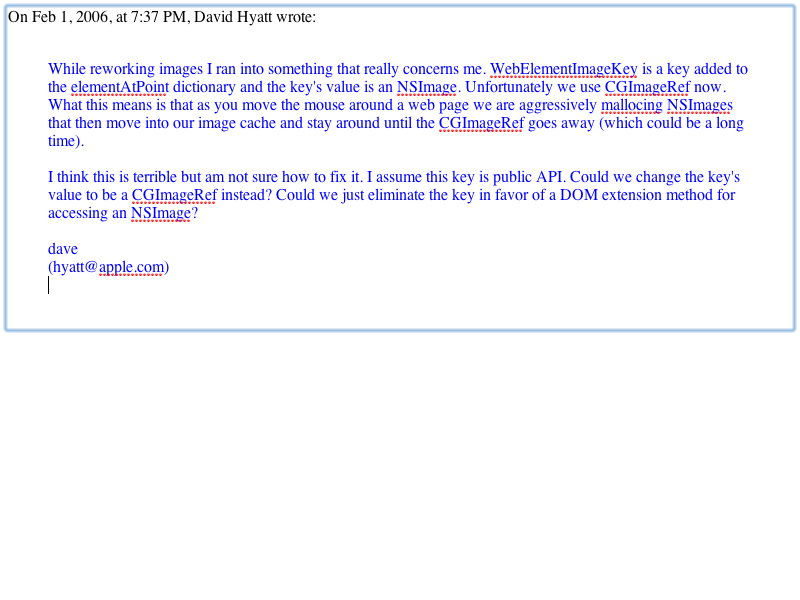 On Feb 1, 2006, at 7:37 PM, David Hyatt wrote:
While reworking images I ran into something that really concerns me. WebElementImageKey is a key added to
the elementAtPoint dictionary and the key's value is an NSImage. Unfortunately we use CGImageRef now.
What this means is that as you move the mouse around a web page we are aggressively mallocing NSImages
that then move into our image cache and stay around until the CGImageRef goes away (which could be a long
time).
I think this is terrible but am not sure how to fix it. I assume this key is public API. Could we change the key's
value to be a CGImageRef instead? Could we just eliminate the key in favor of a DOM extension method for
accessing an NSImage?
dave
(hyatt@apple.com)